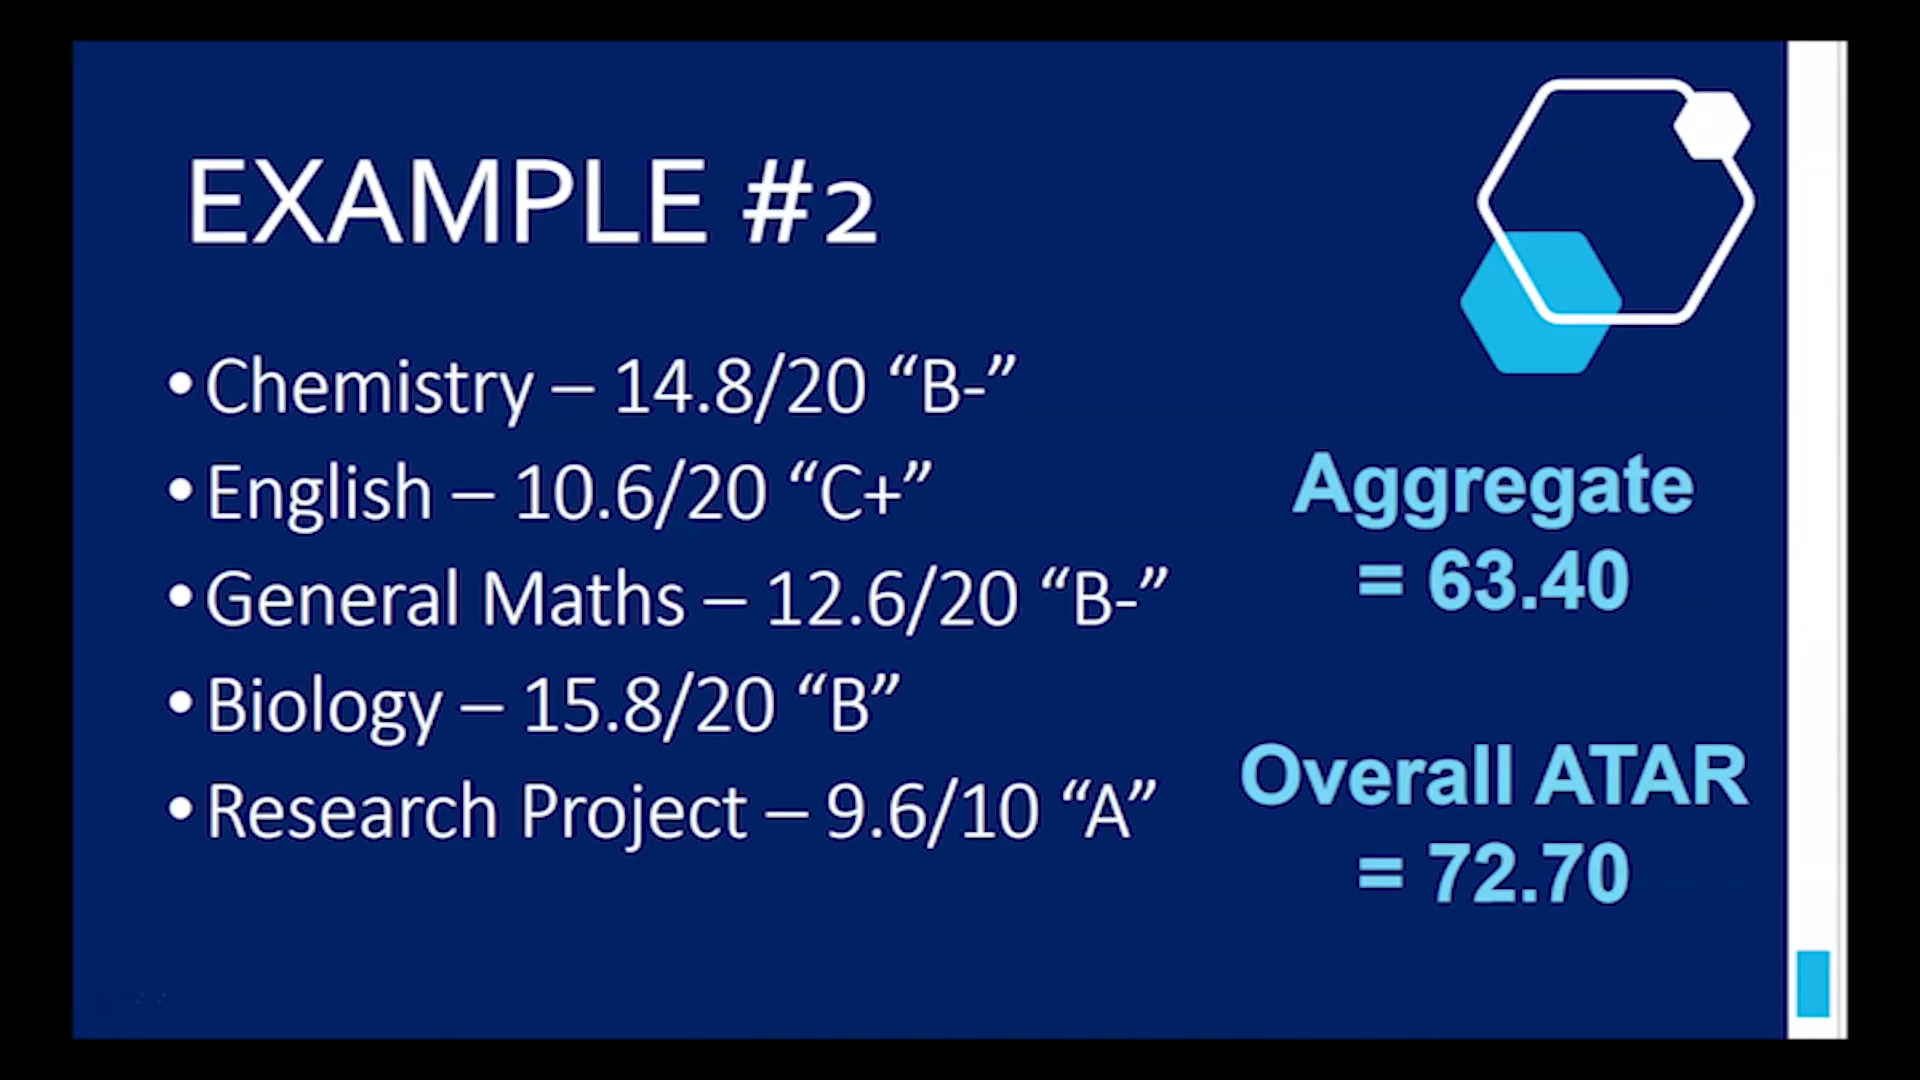 EXAMPLE #2
• Chemistry – 14.8/20 “B-”
• English – 10.6/20 “C+”
• General Maths – 12.6/20 “B-”
• Biology – 15.8/20 “B”
• Research Project – 9.6/10 “A”
Aggregate
= 63.40
Overall ATAR
= 72.70